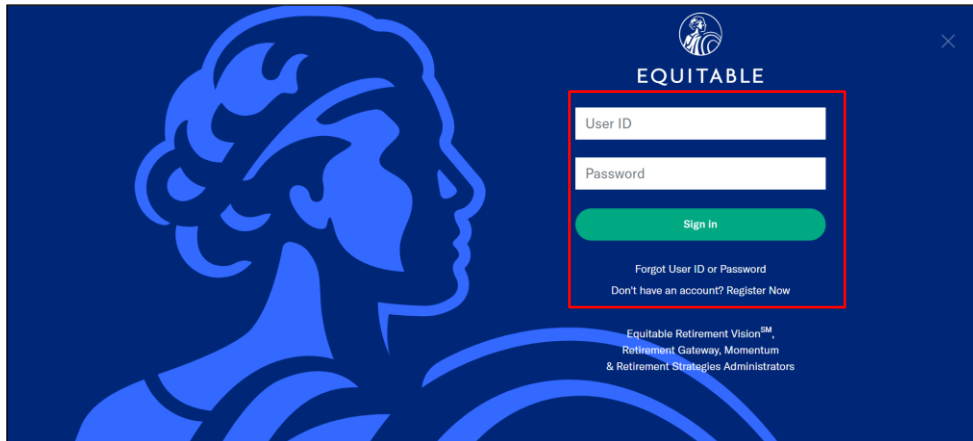 EQUITABLE
User ID
Password
Sign in
Forgot User ID or Password
Don't have an account? Register Now
Equitable Retirement Vision℠,
Retirement Gateway, Momentum
& Retirement Strategies Administrators